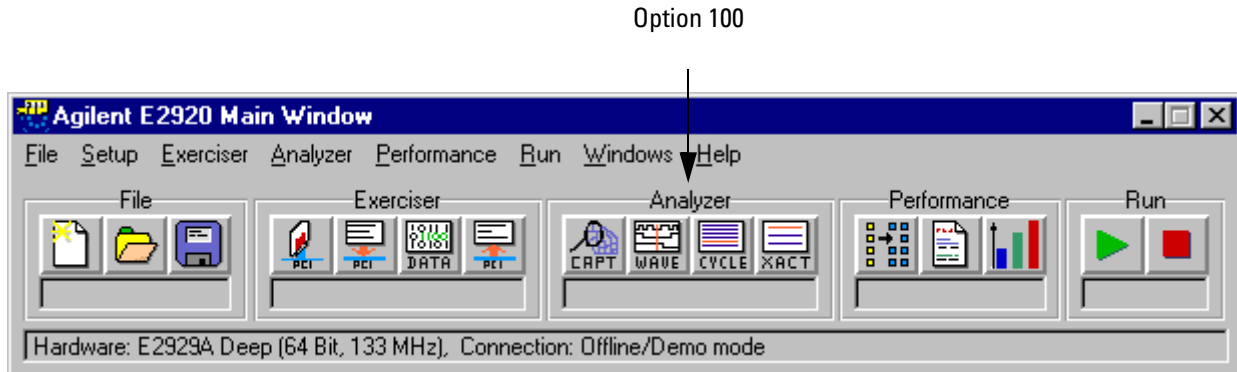 Option 100
Agilent E2920 Main Window
File Setup Exerciser Analyzer Performance Run Windows Help
File Exerciser Analyzer Performance Run
PCI PCI DATA PCI CAPT WAVE CYCLE XACT
Hardware: E2929A Deep (64 Bit, 133 MHz), Connection: Offline/Demo mode